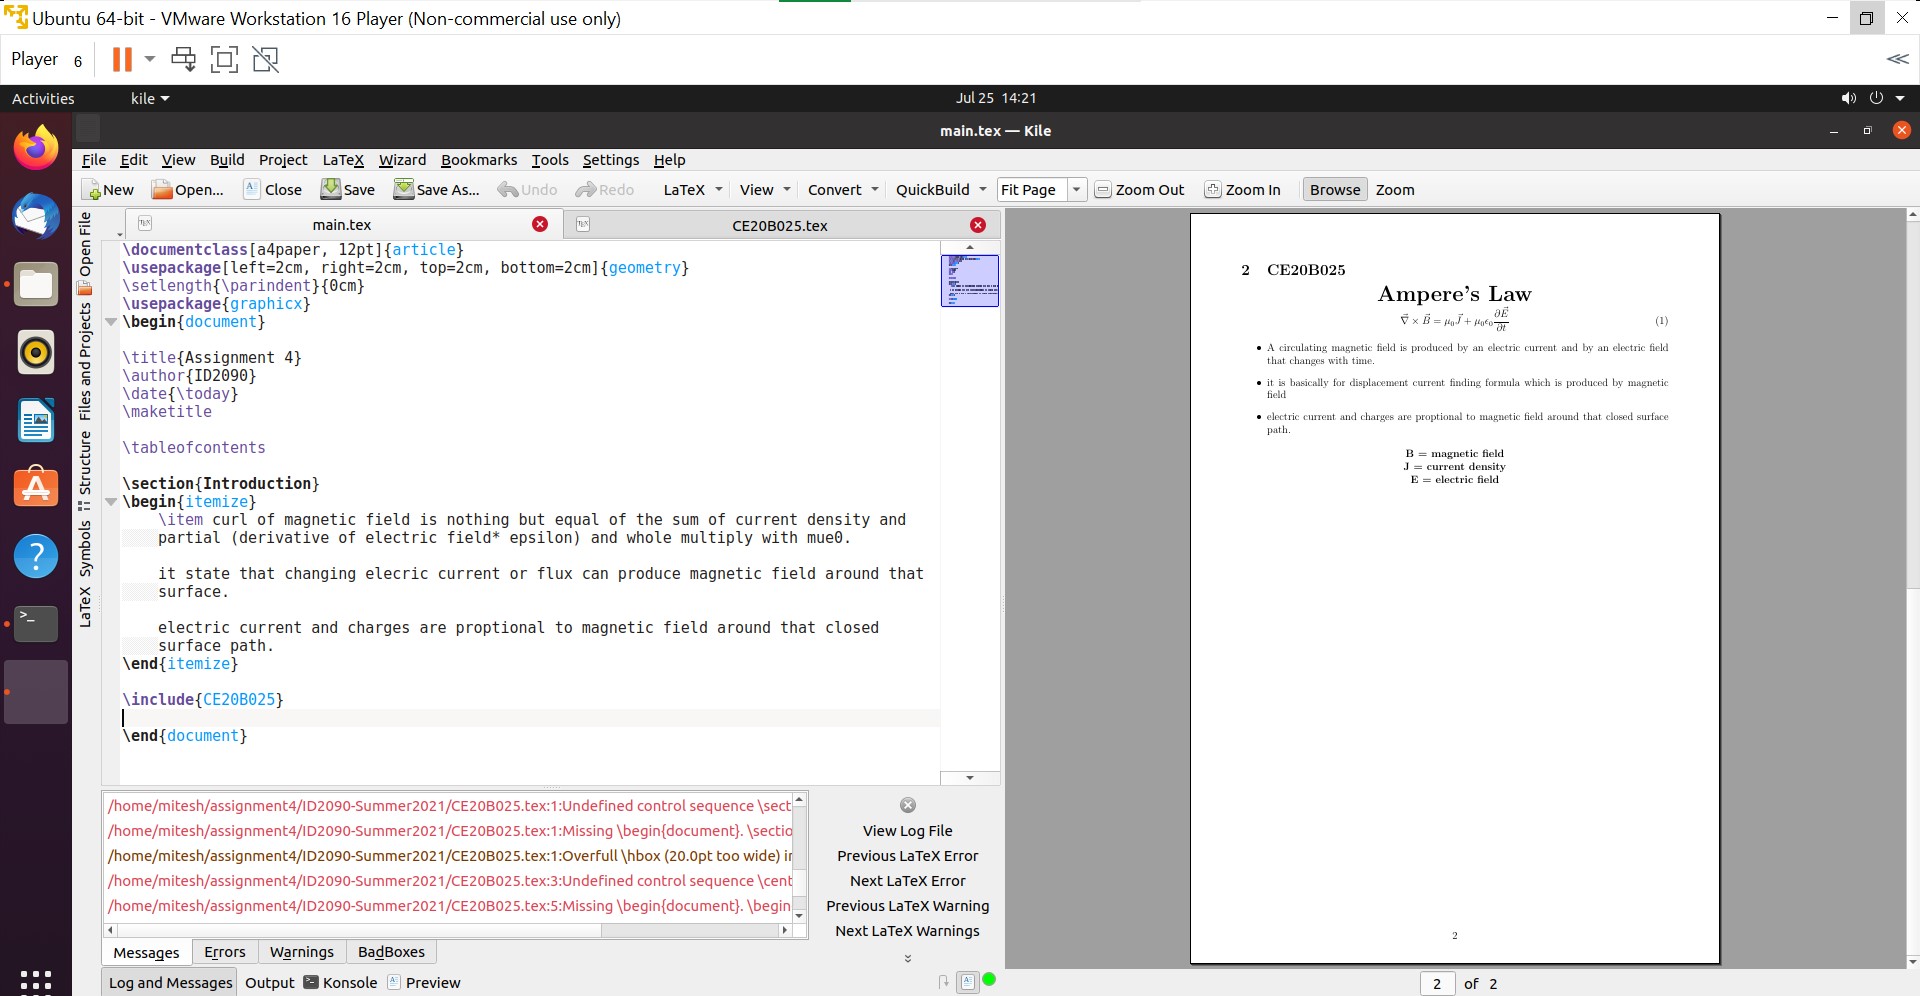 Ubuntu 64-bit - VMware Workstation 16 Player (Non-commercial use only)
Player 6
Activities kile Jul 25 14:21
main.tex — Kile
File Edit View Build Project LaTeX Wizard Bookmarks Tools Settings Help
New Open... Close Save Save As... Undo Redo LaTeX View Convert QuickBuild Fit Page Zoom Out Zoom In Browse Zoom
Open File
Files and Projects
Structure
Symbols
LaTeX
main.tex CE20B025.tex
\documentclass[a4paper, 12pt]{article}
\usepackage[left=2cm, right=2cm, top=2cm, bottom=2cm]{geometry}
\setlength{\parindent}{0cm}
\usepackage{graphicx}
\begin{document}
\title{Assignment 4}
\author{ID2090}
\date{\today}
\maketitle
\tableofcontents
\section{Introduction}
\begin{itemize}
\item curl of magnetic field is nothing but equal of the sum of current density and
partial (derivative of electric field* epsilon) and whole multiply with mue0.
it state that changing elecric current or flux can produce magnetic field around that
surface.
electric current and charges are proptional to magnetic field around that closed
surface path.
\end{itemize}
\include{CE20B025}
\end{document}
/home/mitesh/assignment4/ID2090-Summer2021/CE20B025.tex:1:Undefined control sequence \sect
/home/mitesh/assignment4/ID2090-Summer2021/CE20B025.tex:1:Missing \begin{document}. \sectio
/home/mitesh/assignment4/ID2090-Summer2021/CE20B025.tex:1:Overfull \hbox (20.0pt too wide) ir
/home/mitesh/assignment4/ID2090-Summer2021/CE20B025.tex:3:Undefined control sequence \cent
/home/mitesh/assignment4/ID2090-Summer2021/CE20B025.tex:5:Missing \begin{document}. \begin
View Log File
Previous LaTeX Error
Next LaTeX Error
Previous LaTeX Warning
Next LaTeX Warnings
Messages Errors Warnings BadBoxes
Log and Messages Output Konsole Preview
2 CE20B025
Ampere's Law
∇⃗ × B⃗ = μ₀J⃗ + μ₀ϵ₀ ∂E⃗/∂t (1)
• A circulating magnetic field is produced by an electric current and by an electric field
that changes with time.
• it is basically for displacement current finding formula which is produced by magnetic
field
• electric current and charges are proptional to magnetic field around that closed surface
path.
B = magnetic field
J = current density
E = electric field
2
2 of 2